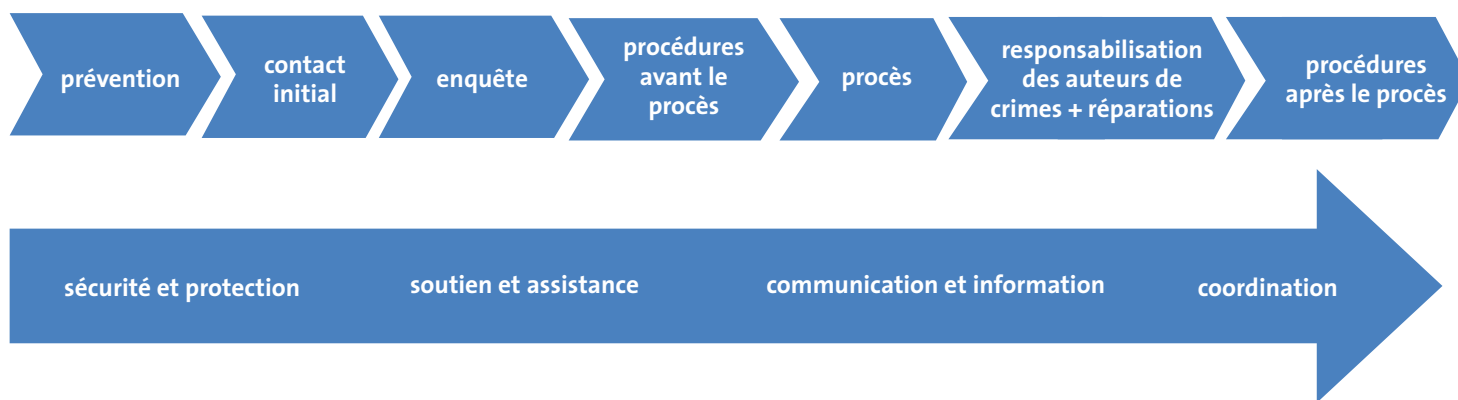 prévention
contact
initial
enquête
procédures
avant le
procès
procès
responsabilisation
des auteurs de
crimes + réparations
procédures
après le procès
sécurité et protection
soutien et assistance
communication et information
coordination